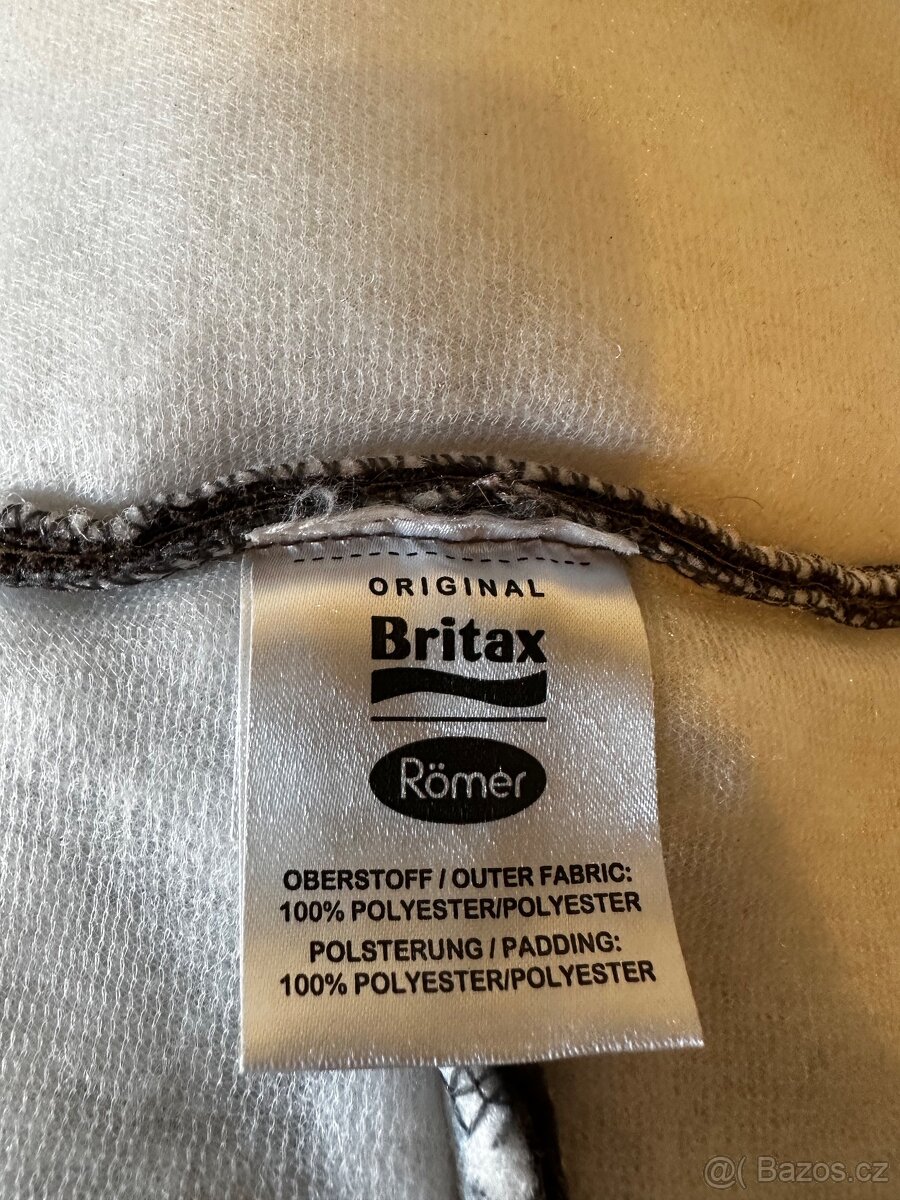 ORIGINAL
Britax
Römer
OBERSTOFF / OUTER FABRIC:
100% POLYESTER/POLYESTER
POLSTERUNG / PADDING:
100% POLYESTER/POLYESTER
@( Bazos.cz